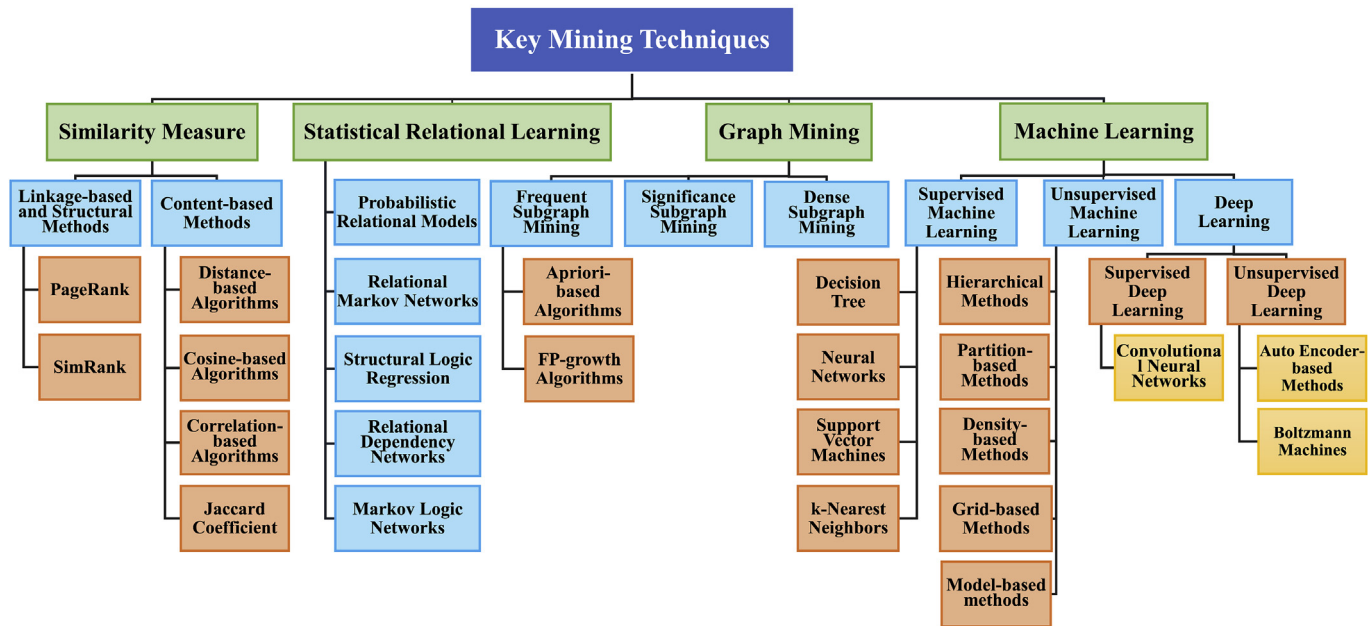 Key Mining Techniques
Similarity Measure
Statistical Relational Learning
Graph Mining
Machine Learning
Linkage-based
and Structural
Methods
Content-based
Methods
Probabilistic
Relational Models
Frequent
Subgraph
Mining
Significance
Subgraph
Mining
Dense
Subgraph
Mining
Supervised
Machine
Learning
Unsupervised
Machine
Learning
Deep
Learning
PageRank
SimRank
Distance-
based
Algorithms
Cosine-based
Algorithms
Correlation-
based
Algorithms
Jaccard
Coefficient
Relational
Markov Networks
Structural Logic
Regression
Relational
Dependency
Networks
Markov Logic
Networks
Apriori-
based
Algorithms
FP-growth
Algorithms
Decision
Tree
Neural
Networks
Support
Vector
Machines
k-Nearest
Neighbors
Hierarchical
Methods
Partition-
based
Methods
Density-
based
Methods
Grid-based
Methods
Model-based
methods
Supervised
Deep
Learning
Unsupervised
Deep
Learning
Convolutiona
l Neural
Networks
Auto Encoder-
based
Methods
Boltzmann
Machines